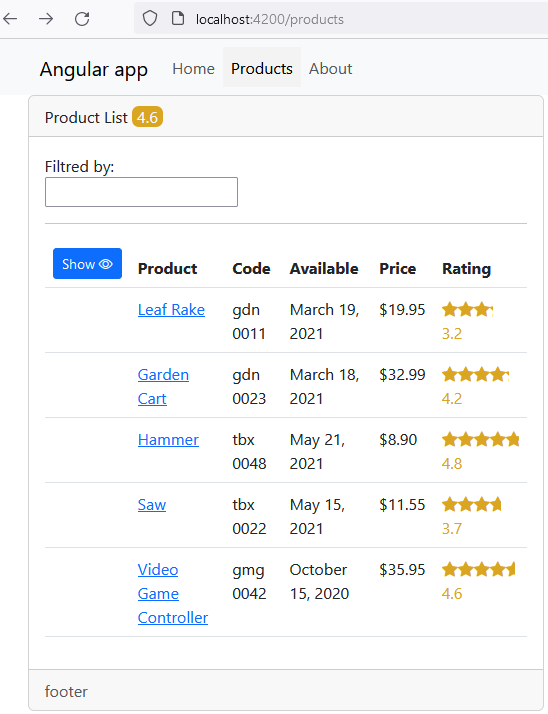 localhost:4200/products
Angular app Home Products About
Product List 4.6
Filtred by:
Show Product Code Available Price Rating
Leaf Rake gdn March 19, $19.95
0011 2021 3.2
Garden gdn March 18, $32.99
Cart 0023 2021 4.2
Hammer tbx May 21, $8.90
0048 2021 4.8
Saw tbx May 15, $11.55
0022 2021 3.7
Video gmg October $35.95
Game 0042 15, 2020 4.6
Controller
footer